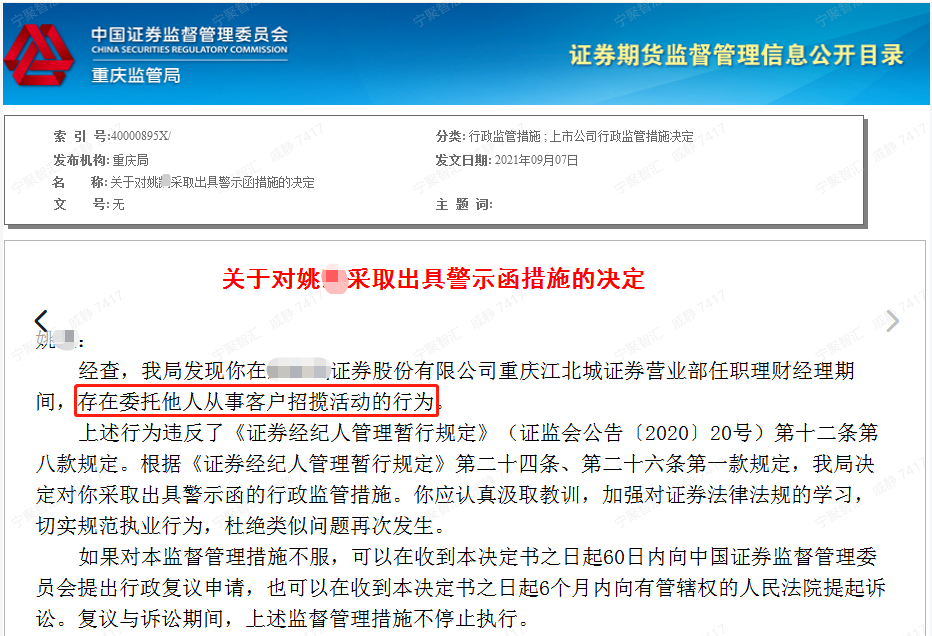 中国证券监督管理委员会
CHINA SECURITIES REGULATORY COMMISSION
重庆监管局
证券期货监督管理信息公开目录
索 引 号:40000895X/
分类: 行政监管措施 ; 上市公司行政监管措施决定
发布机构: 重庆局
发文日期: 2021年09月07日
名 称: 关于对姚 采取出具警示函措施的决定
文 号: 无
主 题 词:
关于对姚 采取出具警示函措施的决定
姚 :
经查，我局发现你在 证券股份有限公司重庆江北城证券营业部任职理财经理期
间，存在委托他人从事客户招揽活动的行为。
上述行为违反了《证券经纪人管理暂行规定》（证监会公告〔2020〕20号）第十二条第
八款规定。根据《证券经纪人管理暂行规定》第二十四条、第二十六条第一款规定，我局决
定对你采取出具警示函的行政监管措施。你应认真汲取教训，加强对证券法律法规的学习，
切实规范执业行为，杜绝类似问题再次发生。
如果对本监督管理措施不服，可以在收到本决定书之日起60日内向中国证券监督管理委
员会提出行政复议申请，也可以在收到本决定书之日起6个月内向有管辖权的人民法院提起诉
讼。复议与诉讼期间，上述监督管理措施不停止执行。
宁聚智汇 戚静 7417